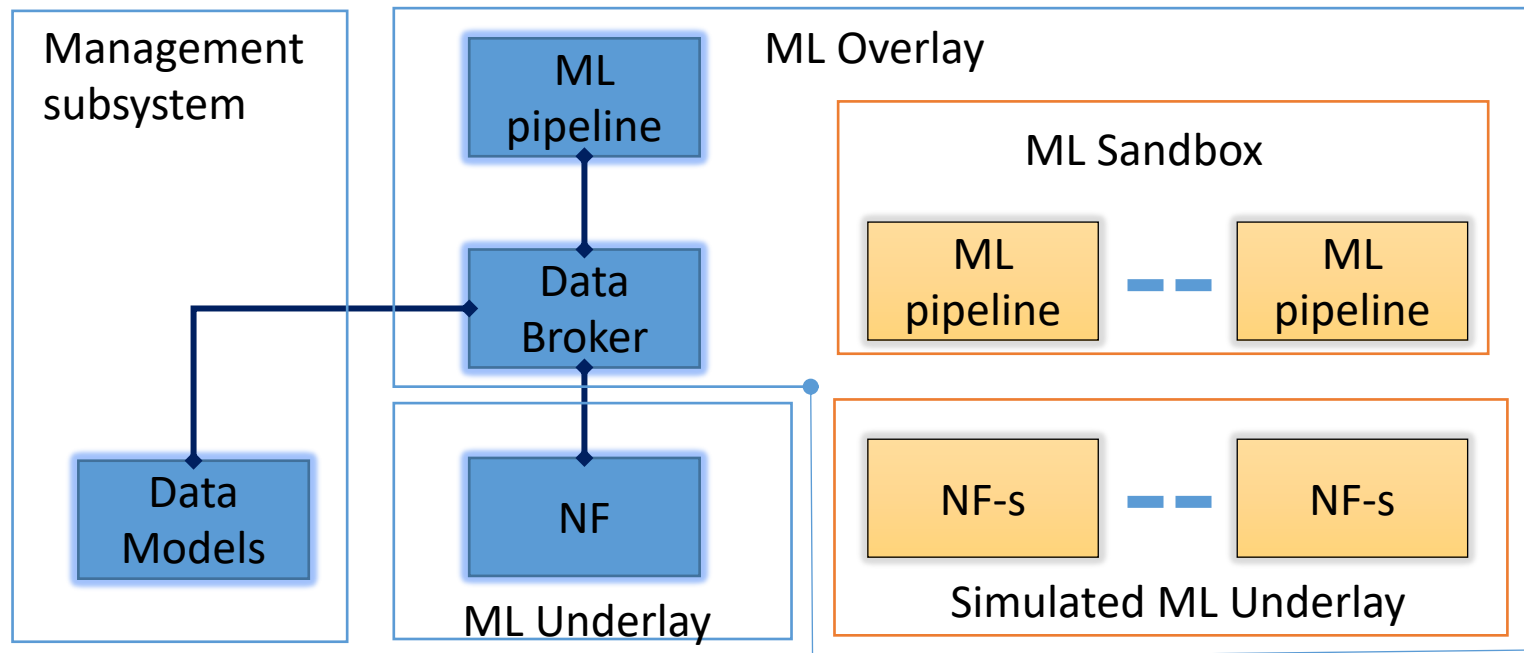 Management
subsystem
ML
pipeline
ML Overlay
ML Sandbox
ML
pipeline
ML
pipeline
Data
Broker
Data
Models
NF
ML Underlay
NF-s
NF-s
Simulated ML Underlay